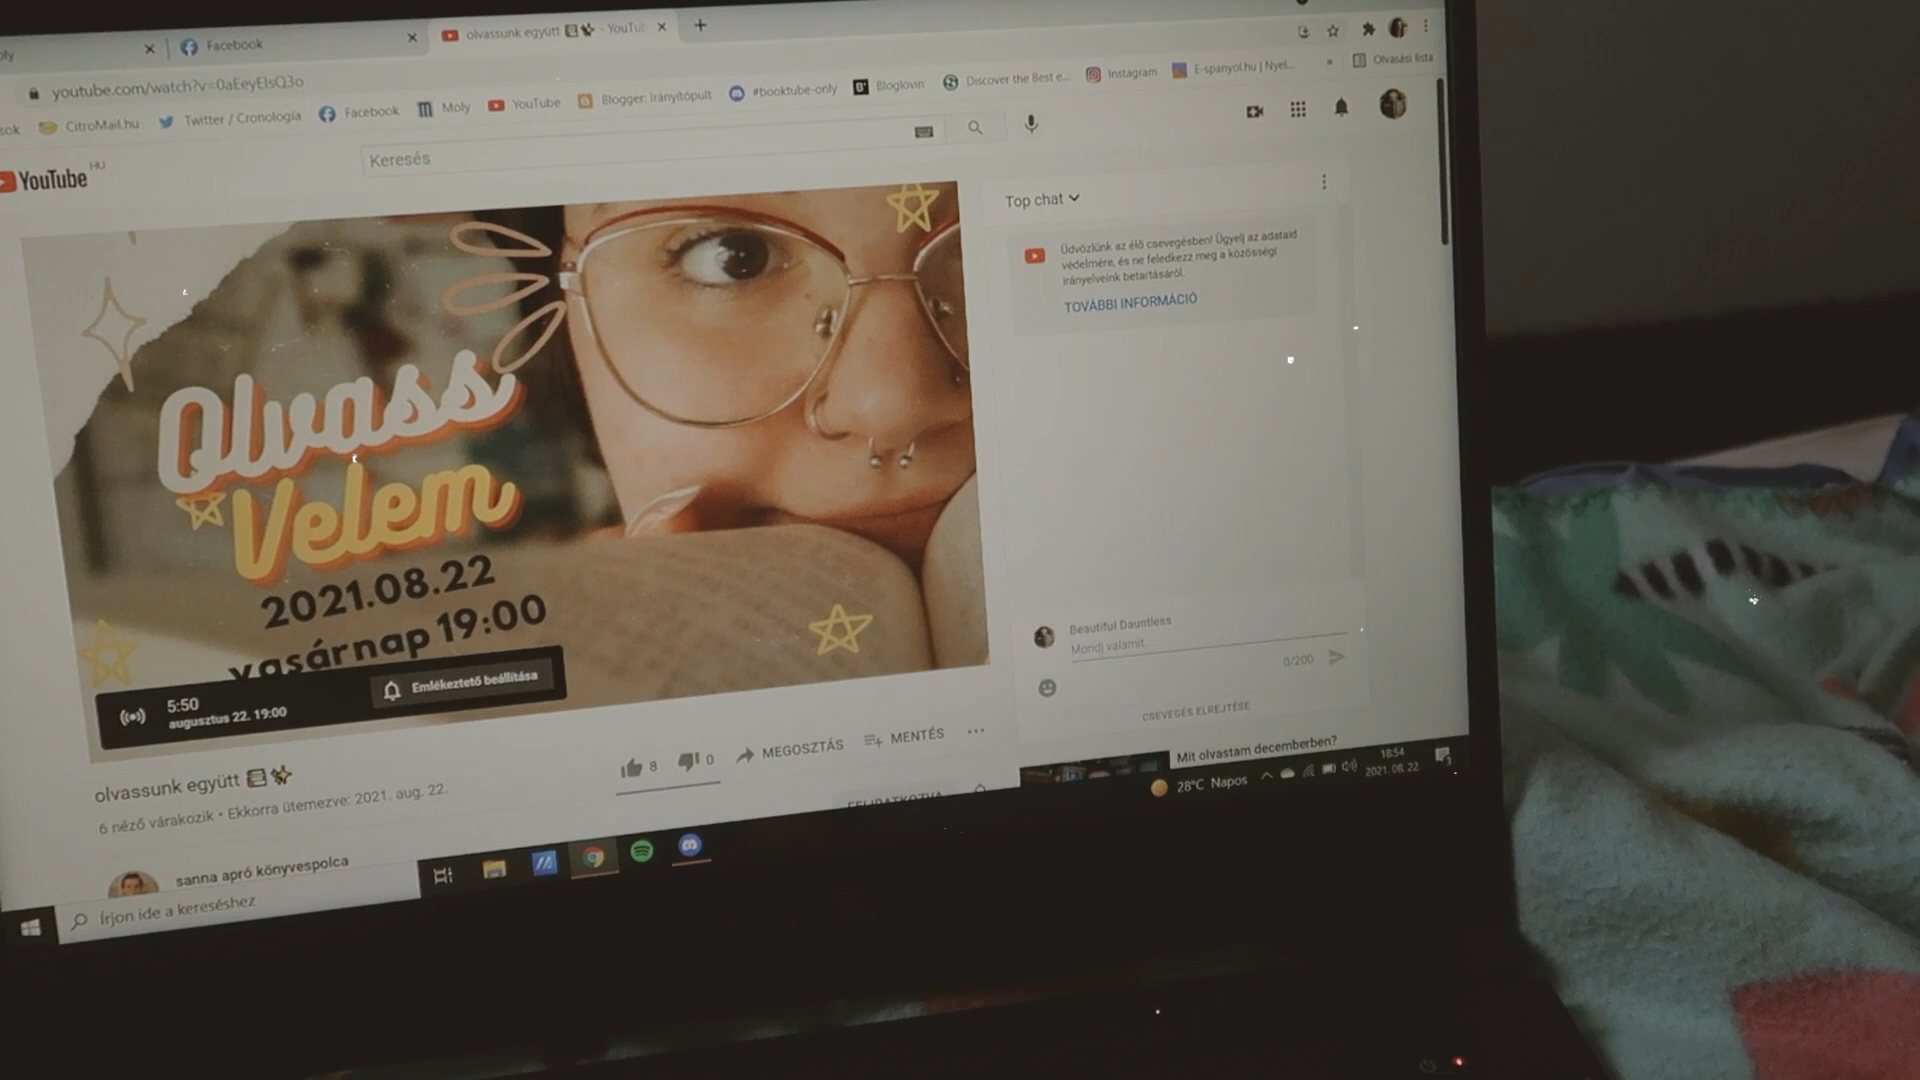 Facebook
olvassunk együtt - YouTu
youtube.com/watch?v=0aEeyElsQ3o
CitroMail.hu
Twitter / Cronología
Facebook
Moly
YouTube
Blogger: Irányítópult
#booktube-only
Bloglovin'
Discover the Best e...
Instagram
E-spanyol.hu | Nyel...
Olvasási lista
YouTube HU
Keresés
Olvass
Velem
2021.08.22
vasárnap 19:00
5:50
augusztus 22. 19:00
Emlékeztető beállítása
Top chat
Üdvözlünk az élő csevegésben! Ügyelj az adataid
védelmére, és ne feledkezz meg a közösségi
irányelveink betartásáról.
TOVÁBBI INFORMÁCIÓ
Beautiful Dauntless
Mondj valamit...
0/200
CSEVEGÉS ELREJTÉSE
olvassunk együtt
6 néző várakozik • Ekkorra ütemezve: 2021. aug. 22.
8
0
MEGOSZTÁS
MENTÉS
Mit olvastam decemberben?
sanna apró könyvespolca
Írjon ide a kereséshez
28°C Napos
18:54
2021. 08. 22.